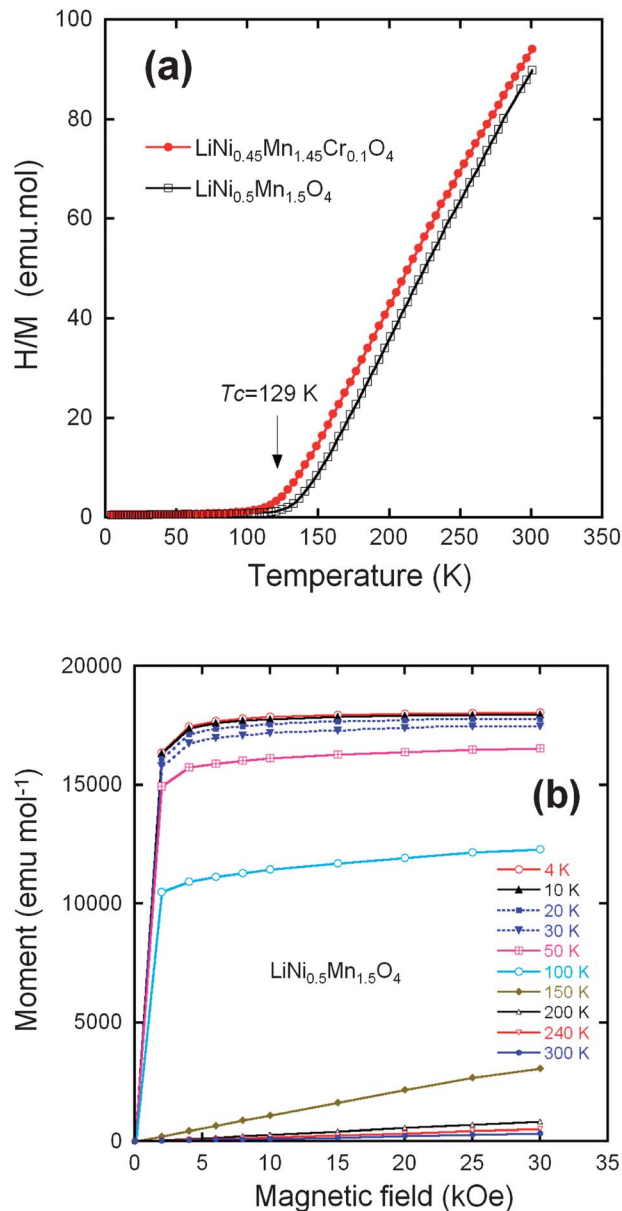 100
(a)
80
LiNi0.45Mn1.45Cr0.1O4
LiNi0.5Mn1.5O4
60
H/M (emu.mol)
40
Tc=129 K
20
0
0 50 100 150 200 250 300 350
Temperature (K)
20000
15000
(b)
4 K
10 K
20 K
30 K
50 K
100 K
150 K
200 K
240 K
300 K
Moment (emu mol-1)
10000
LiNi0.5Mn1.5O4
5000
0
0 5 10 15 20 25 30 35
Magnetic field (kOe)